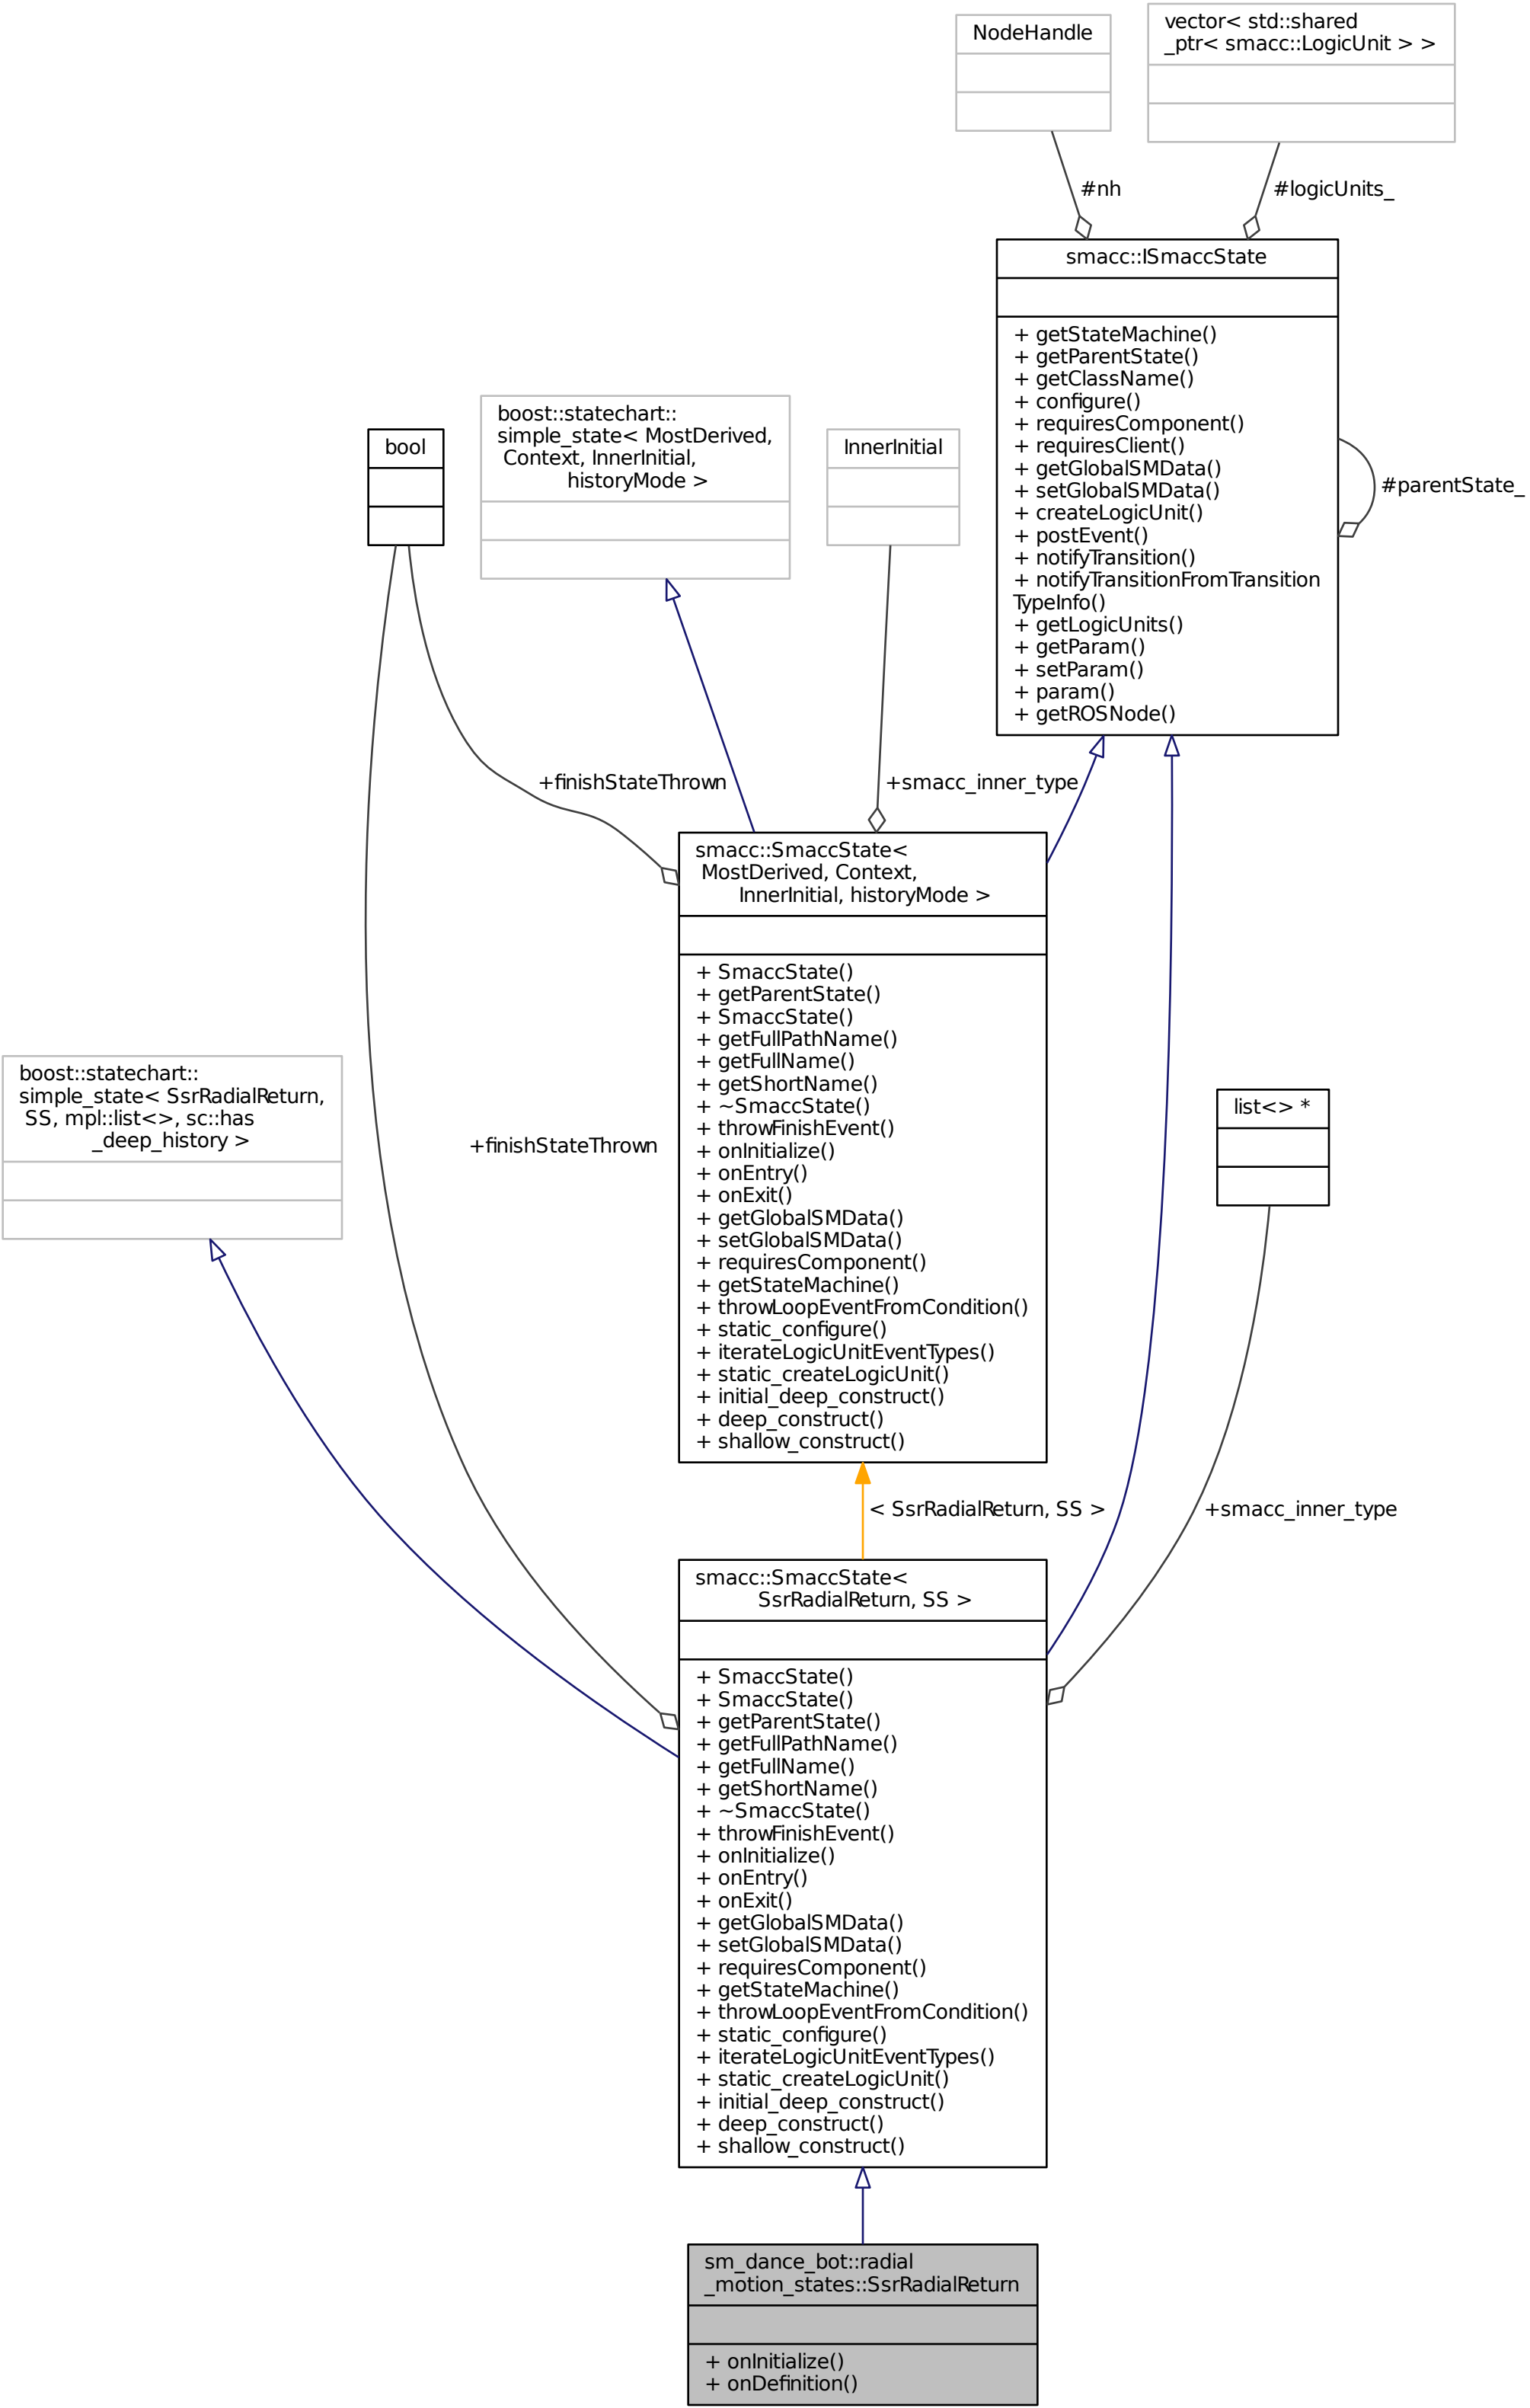 NodeHandle
vector< std::shared
_ptr< smacc::LogicUnit > >
#nh
#logicUnits_
smacc::ISmaccState
+ getStateMachine()
+ getParentState()
+ getClassName()
+ configure()
+ requiresComponent()
+ requiresClient()
+ getGlobalSMData()
+ setGlobalSMData()
+ createLogicUnit()
+ postEvent()
+ notifyTransition()
+ notifyTransitionFromTransition
TypeInfo()
+ getLogicUnits()
+ getParam()
+ setParam()
+ param()
+ getROSNode()
#parentState_
boost::statechart::
simple_state< MostDerived,
Context, InnerInitial,
historyMode >
bool
InnerInitial
+finishStateThrown
+smacc_inner_type
smacc::SmaccState<
MostDerived, Context,
InnerInitial, historyMode >
+ SmaccState()
+ getParentState()
+ SmaccState()
+ getFullPathName()
+ getFullName()
+ getShortName()
+ ~SmaccState()
+ throwFinishEvent()
+ onInitialize()
+ onEntry()
+ onExit()
+ getGlobalSMData()
+ setGlobalSMData()
+ requiresComponent()
+ getStateMachine()
+ throwLoopEventFromCondition()
+ static_configure()
+ iterateLogicUnitEventTypes()
+ static_createLogicUnit()
+ initial_deep_construct()
+ deep_construct()
+ shallow_construct()
boost::statechart::
simple_state< SsrRadialReturn,
SS, mpl::list<>, sc::has
_deep_history >
+finishStateThrown
list<> *
< SsrRadialReturn, SS >
+smacc_inner_type
smacc::SmaccState<
SsrRadialReturn, SS >
+ SmaccState()
+ SmaccState()
+ getParentState()
+ getFullPathName()
+ getFullName()
+ getShortName()
+ ~SmaccState()
+ throwFinishEvent()
+ onInitialize()
+ onEntry()
+ onExit()
+ getGlobalSMData()
+ setGlobalSMData()
+ requiresComponent()
+ getStateMachine()
+ throwLoopEventFromCondition()
+ static_configure()
+ iterateLogicUnitEventTypes()
+ static_createLogicUnit()
+ initial_deep_construct()
+ deep_construct()
+ shallow_construct()
sm_dance_bot::radial
_motion_states::SsrRadialReturn
+ onInitialize()
+ onDefinition()